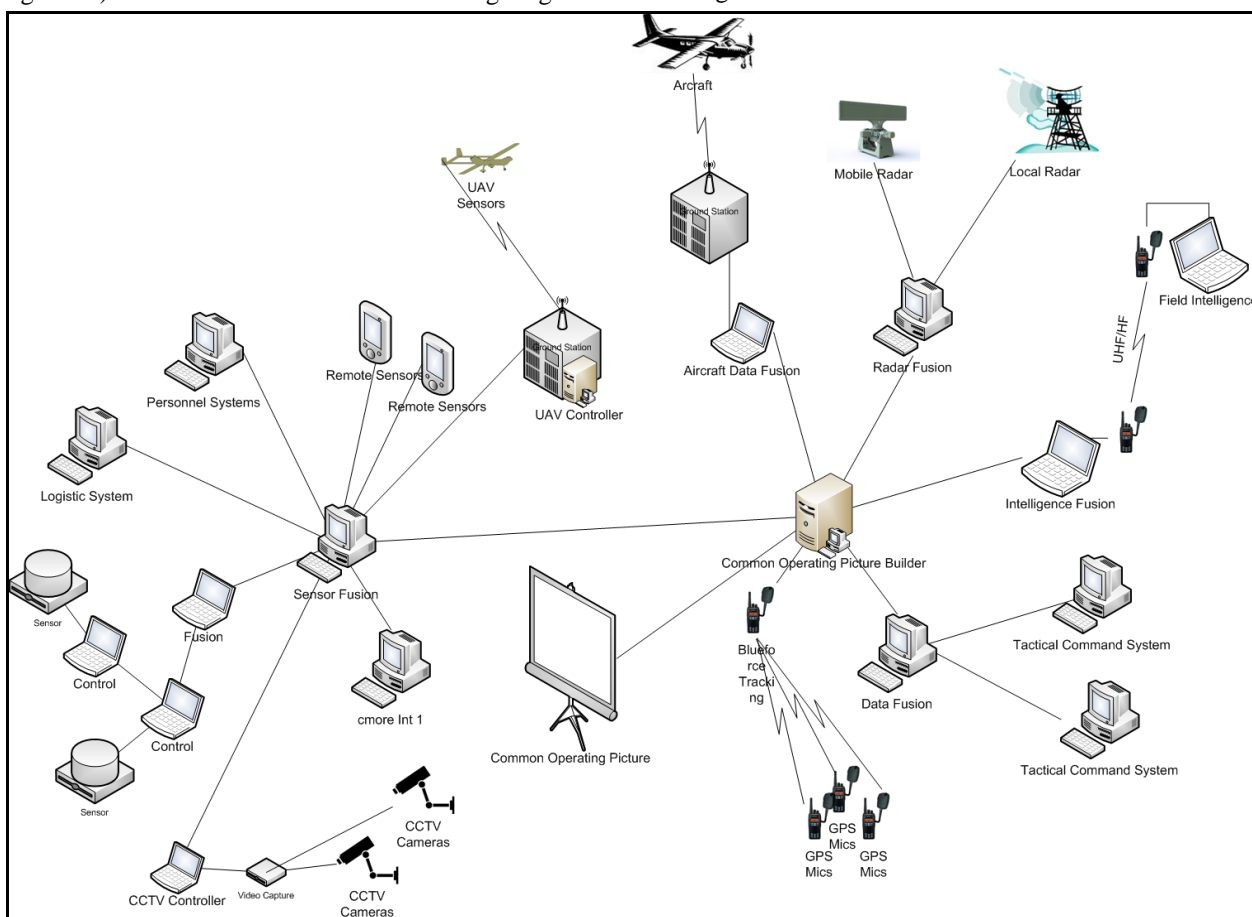 Arcraft
Mobile Radar
Local Radar
UAV
Sensors
Ground Station
Field Intelligence
UHF/HF
Ground Station
Remote Sensors
Aircraft Data Fusion
Radar Fusion
Personnel Systems
Remote Sensors
UAV Controller
Logistic System
Intelligence Fusion
Common Operating Picture Builder
Sensor Fusion
Sensor
Fusion
Control
Bluefo
rce
Tracki
ng
Tactical Command System
cmore Int 1
Data Fusion
Control
Common Operating Picture
Tactical Command System
Sensor
CCTV
Cameras
GPS
Mics
GPS
Mics
GPS
Mics
CCTV Controller
Video Capture
CCTV
Cameras